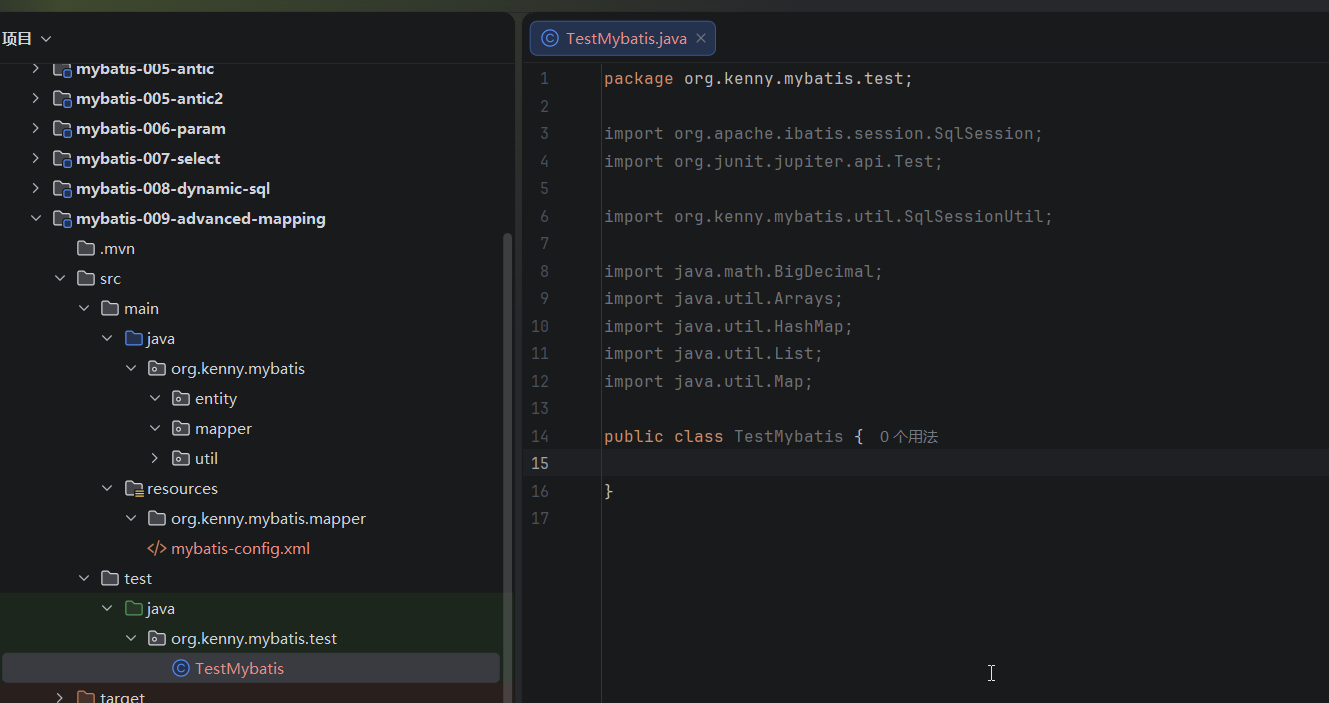 项目
mybatis-005-antic
mybatis-005-antic2
mybatis-006-param
mybatis-007-select
mybatis-008-dynamic-sql
mybatis-009-advanced-mapping
.mvn
src
main
java
org.kenny.mybatis
entity
mapper
util
resources
org.kenny.mybatis.mapper
</> mybatis-config.xml
test
java
org.kenny.mybatis.test
© TestMybatis
target
© TestMybatis.java ×
1 package org.kenny.mybatis.test;
2
3 import org.apache.ibatis.session.SqlSession;
4 import org.junit.jupiter.api.Test;
5
6 import org.kenny.mybatis.util.SqlSessionUtil;
7
8 import java.math.BigDecimal;
9 import java.util.Arrays;
10 import java.util.HashMap;
11 import java.util.List;
12 import java.util.Map;
13
14 public class TestMybatis { 0 个用法
15
16 }
17